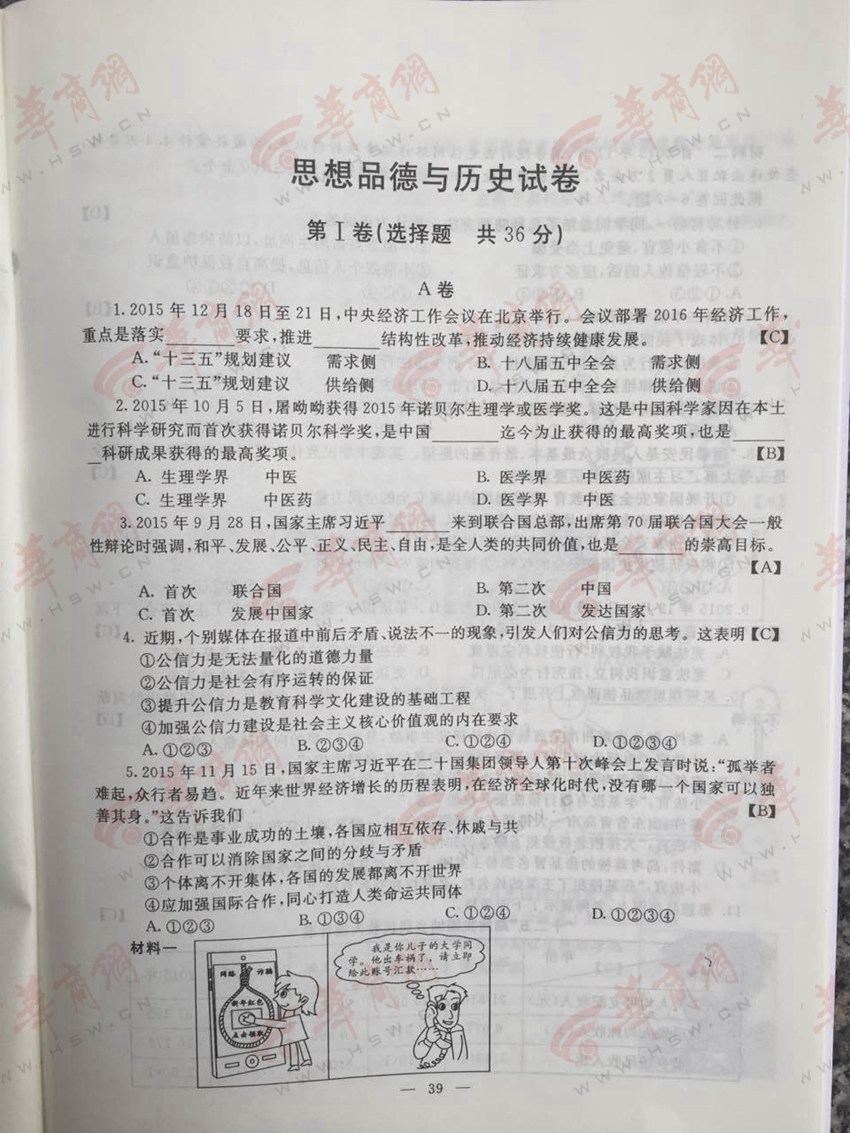 思想品德与历史试卷
第Ⅰ卷(选择题 共36分)
A卷
1.2015年12月18日至21日,中央经济工作会议在北京举行。会议部署2016年经济工作,
重点是落实________要求,推进________结构性改革,推动经济持续健康发展。 【C】
A.“十三五”规划建议 需求侧 B. 十八届五中全会 需求侧
C.“十三五”规划建议 供给侧 D. 十八届五中全会 供给侧
2.2015年10月5日,屠呦呦获得2015年诺贝尔生理学或医学奖。这是中国科学家因在本土
进行科学研究而首次获得诺贝尔科学奖,是中国________迄今为止获得的最高奖项,也是______
__科研成果获得的最高奖项。 【B】
A. 生理学界 中医 B. 医学界 中医药
C. 生理学界 中医药 D. 医学界 中医
3.2015年9月28日,国家主席习近平________来到联合国总部,出席第70届联合国大会一般
性辩论时强调,和平、发展、公平、正义、民主、自由,是全人类的共同价值,也是________的崇高目标。
【A】
A. 首次 联合国 B. 第二次 中国
C. 首次 发展中国家 D. 第二次 发达国家
4. 近期,个别媒体在报道中前后矛盾、说法不一的现象,引发人们对公信力的思考。这表明【C】
①公信力是无法量化的道德力量
②公信力是社会有序运转的保证
③提升公信力是教育科学文化建设的基础工程
④加强公信力建设是社会主义核心价值观的内在要求
A.①②③ B.②③④ C.①②④ D.①②③④
5.2015年11月15日,国家主席习近平在二十国集团领导人第十次峰会上发言时说:“孤举者
难起,众行者易趋。近年来世界经济增长的历程表明,在经济全球化时代,没有哪一个国家可以独
善其身。”这告诉我们 【B】
①合作是事业成功的土壤,各国应相互依存、休戚与共
②合作可以消除国家之间的分歧与矛盾
③个体离不开集体,各国的发展都离不开世界
④应加强国际合作,同心打造人类命运共同体
A.①②③ B.①③④ C.①②④ D.①②③④
材料一
网络 诈骗
新年红包
点击领取
我是你儿子的大学同
学。他出车祸了,请立即
给此账号汇款……
— 39 —
華商網
WWW.HSW.CN